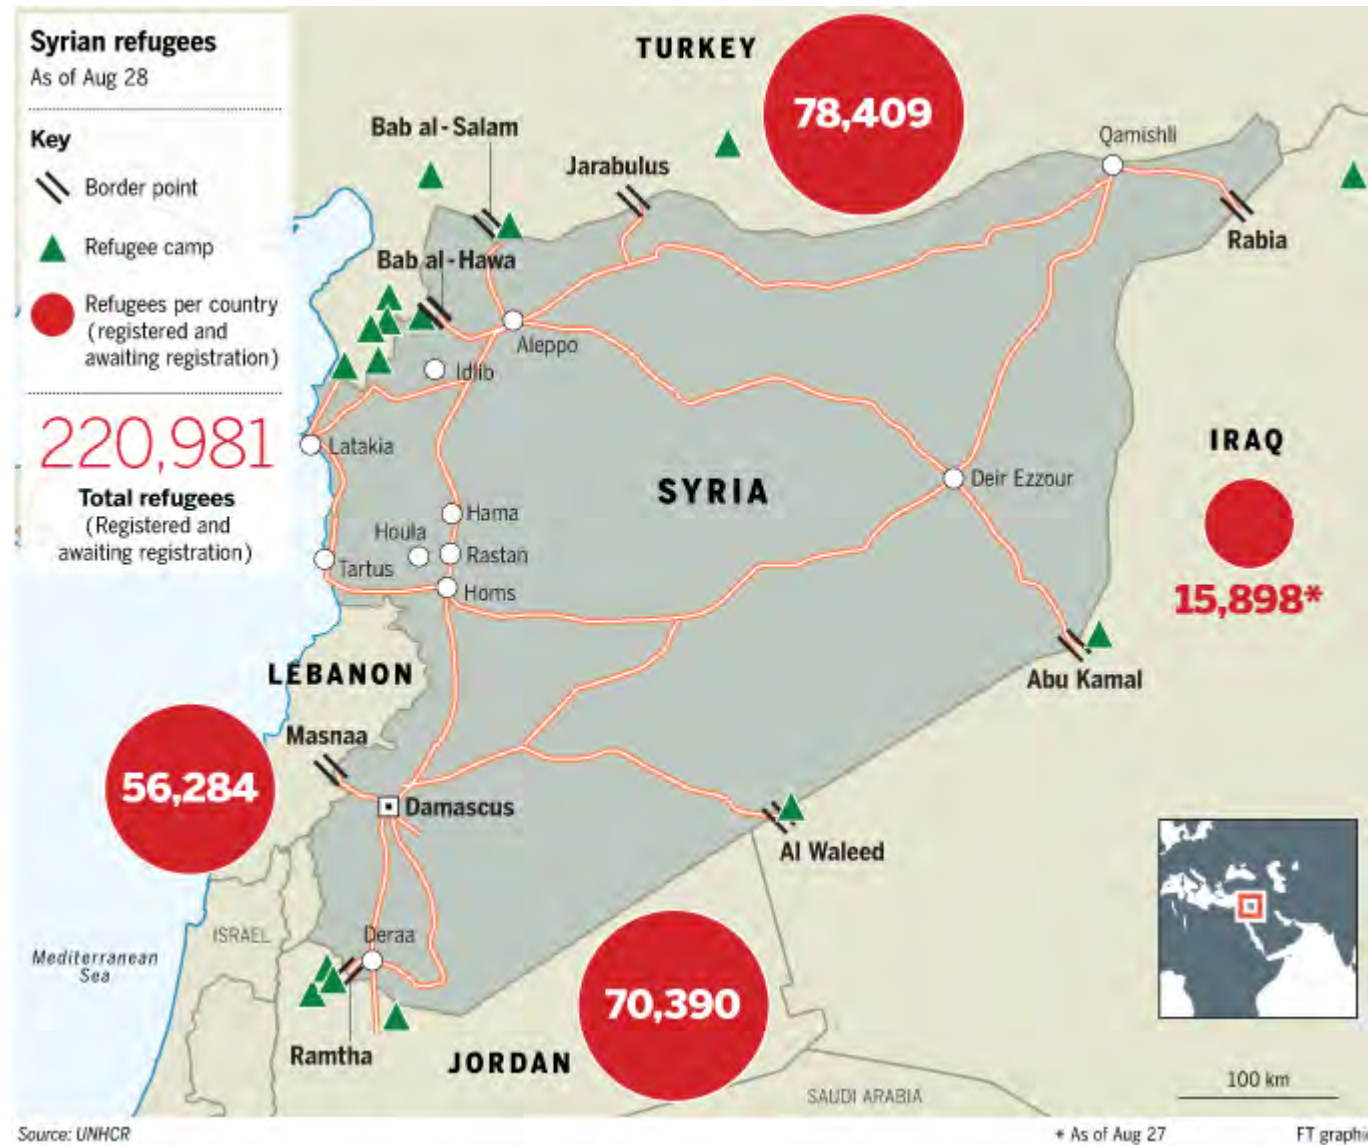 Syrian refugees
As of Aug 28
Key
Border point
Refugee camp
Refugees per country
(registered and
awaiting registration)
220,981
Total refugees
(Registered and
awaiting registration)
TURKEY
78,409
Bab al-Salam
Jarabulus
Qamishli
Rabia
Bab al-Hawa
Aleppo
Idlib
Latakia
IRAQ
15,898*
SYRIA
Deir Ezzour
Hama
Houla
Rastan
Tartus
Homs
LEBANON
Abu Kamal
Masnaa
56,284
Damascus
Al Waleed
ISRAEL
Deraa
Mediterranean
Sea
70,390
Ramtha
JORDAN
SAUDI ARABIA
100 km
Source: UNHCR
* As of Aug 27
FT graphi